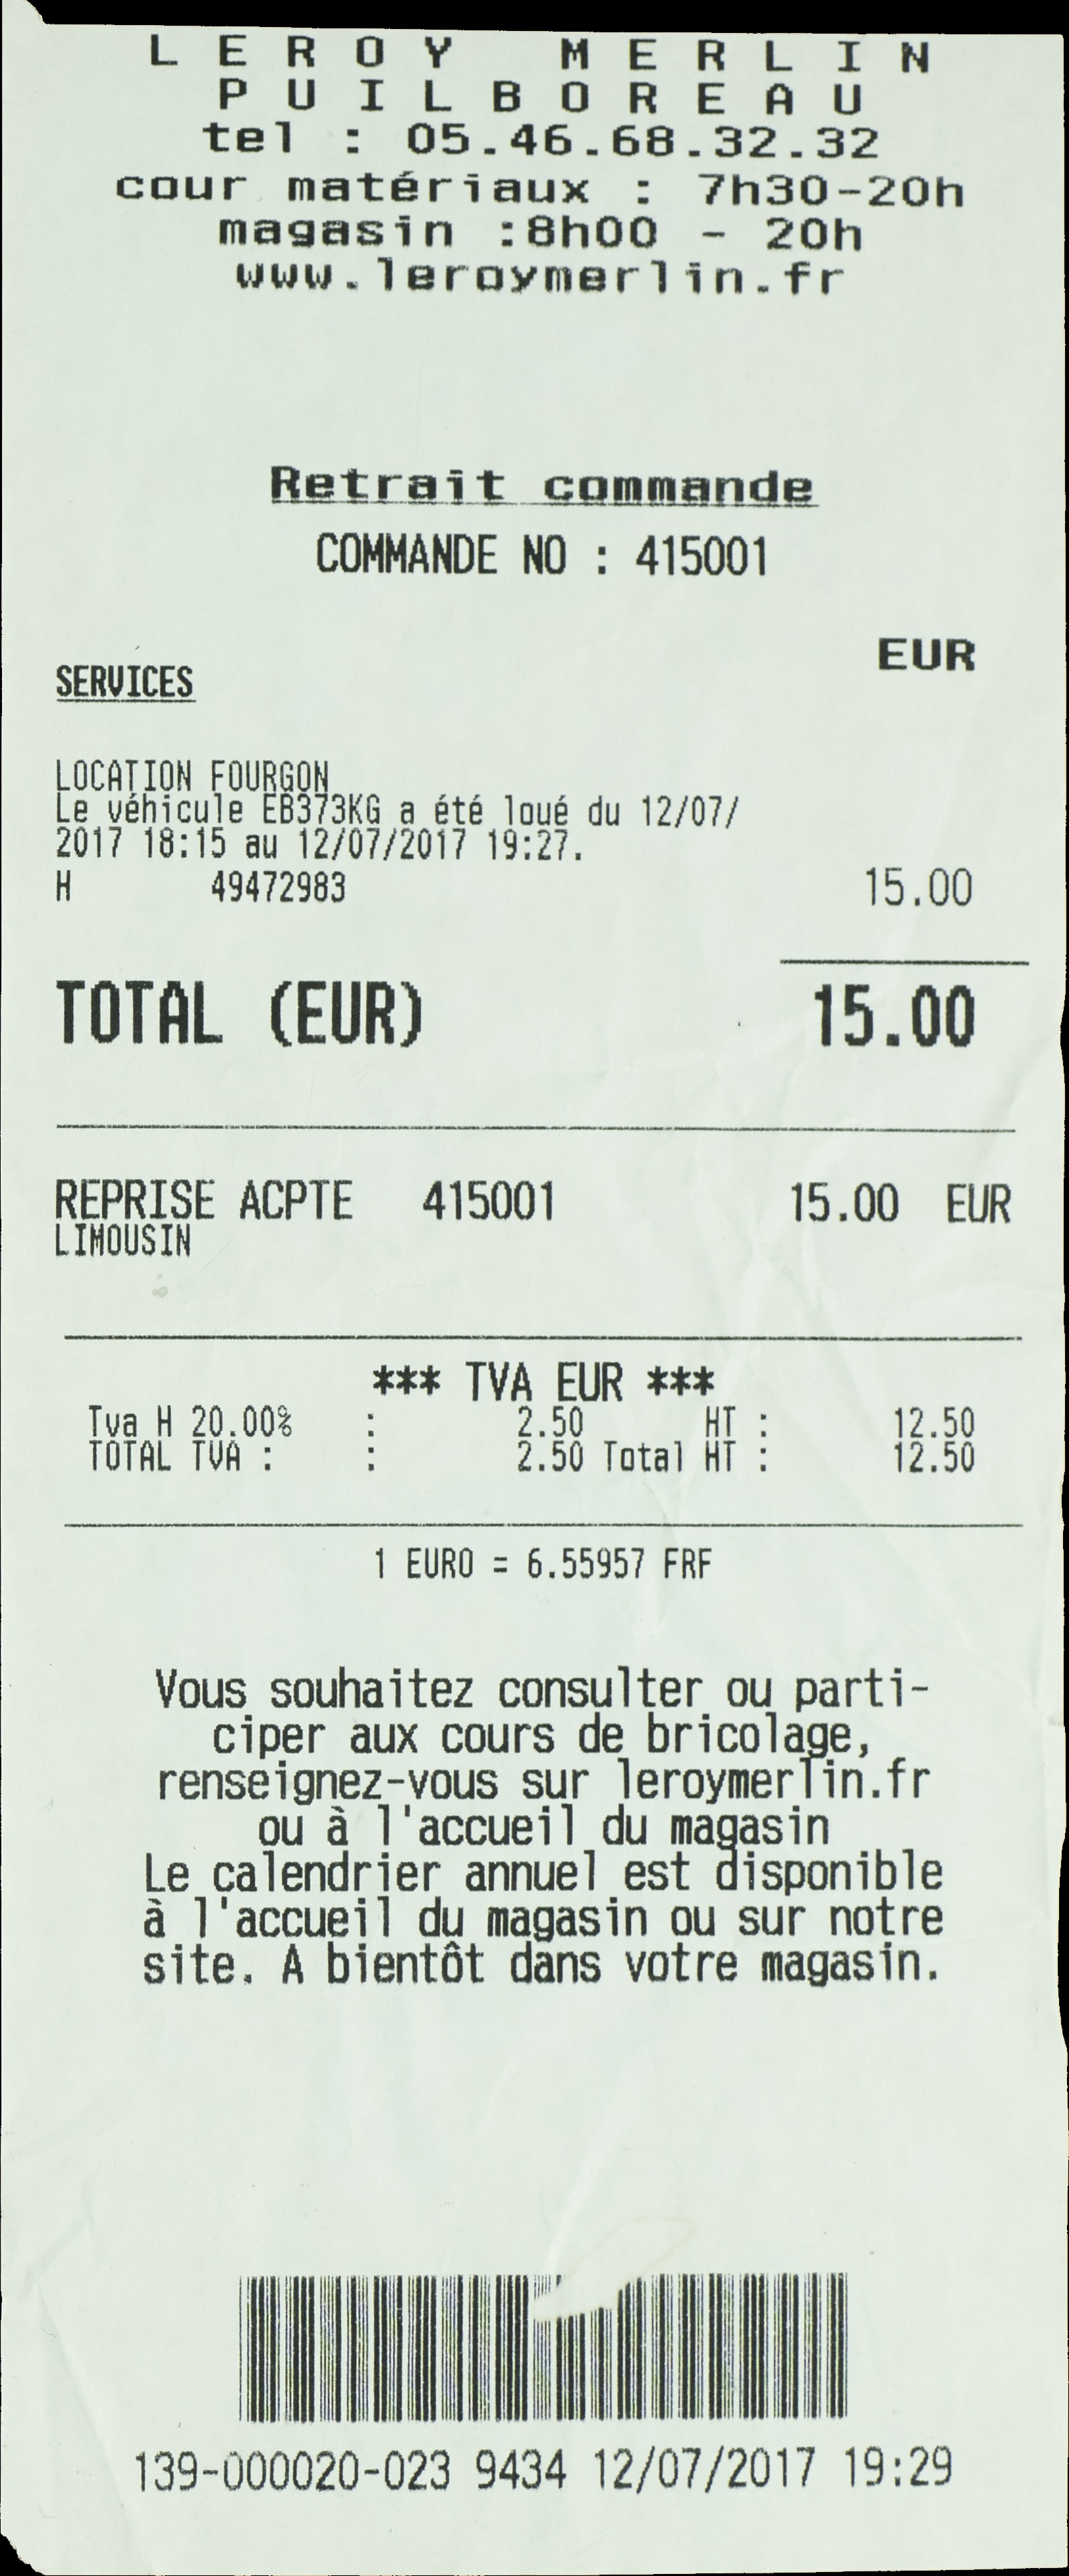 LEROY MERLIN
PUILBOREAU
tel : 05.46.68.32.32
cour matériaux : 7h30-20h
magasin :8h00 - 20h
www.leroymerlin.fr
Retrait commande
COMMANDE NO : 415001
EUR
SERVICES
LOCATION FOURGON
Le véhicule EB373KG a été loué du 12/07/
2017 18:15 au 12/07/2017 19:27.
H 49472983 15.00
TOTAL (EUR) 15.00
REPRISE ACPTE 415001 15.00 EUR
LIMOUSIN
*** TVA EUR ***
Tva H 20.00% : 2.50 HT : 12.50
TOTAL TVA : : 2.50 Total HT : 12.50
1 EURO = 6.55957 FRF
Vous souhaitez consulter ou parti-
ciper aux cours de bricolage,
renseignez-vous sur leroymerlin.fr
ou à l'accueil du magasin
Le calendrier annuel est disponible
à l'accueil du magasin ou sur notre
site. A bientôt dans votre magasin.
139-000020-023 9434 12/07/2017 19:29